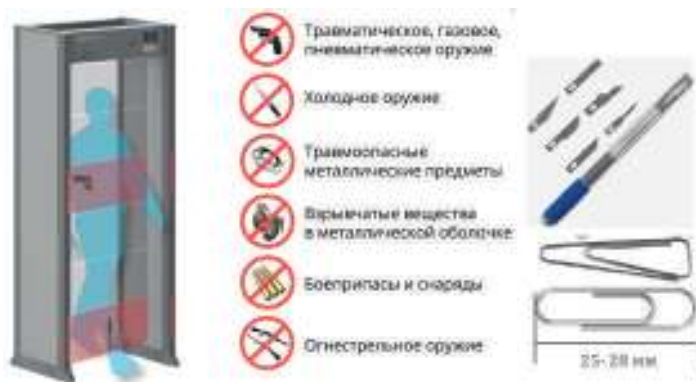 Травматическое, газовое,
пневматическое оружие
Холодное оружие
Травмоопасные
металлические предметы
Взрывчатые вещества
в металлической оболочке
Боеприпасы и снаряды
Огнестрельное оружие
25-28 мм